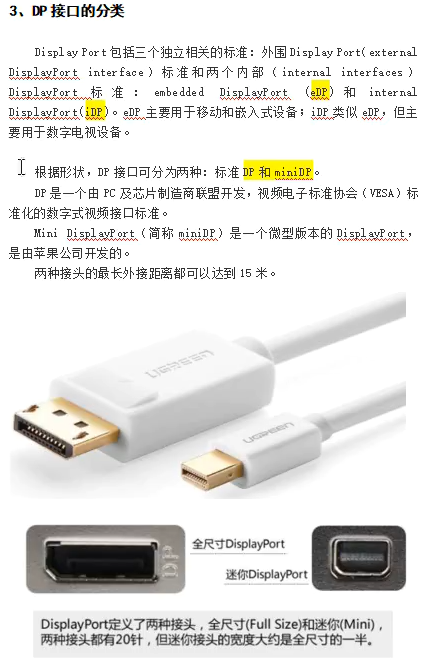 3、DP 接口的分类
Display Port 包括三个独立相关的标准：外围 Display Port( external
DisplayPort interface) 标准和两个内部（internal interfaces）
DisplayPort 标准：embedded DisplayPort (eDP) 和 internal
DisplayPort(iDP)。eDP 主要用于移动和嵌入式设备；iDP 类似 eDP，但主
要用于数字电视设备。
根据形状，DP 接口可分为两种：标准 DP 和 miniDP。
DP 是一个由 PC 及芯片制造商联盟开发，视频电子标准协会（VESA）标
准化的数字式视频接口标准。
Mini DisplayPort（简称 miniDP）是一个微型版本的 DisplayPort，
是由苹果公司开发的。
两种接头的最长外接距离都可以达到 15 米。
UGREEN
UGREEN
全尺寸DisplayPort
迷你DisplayPort
DisplayPort定义了两种接头，全尺寸(Full Size)和迷你(Mini)，
两种接头都有20针，但迷你接头的宽度大约是全尺寸的一半。